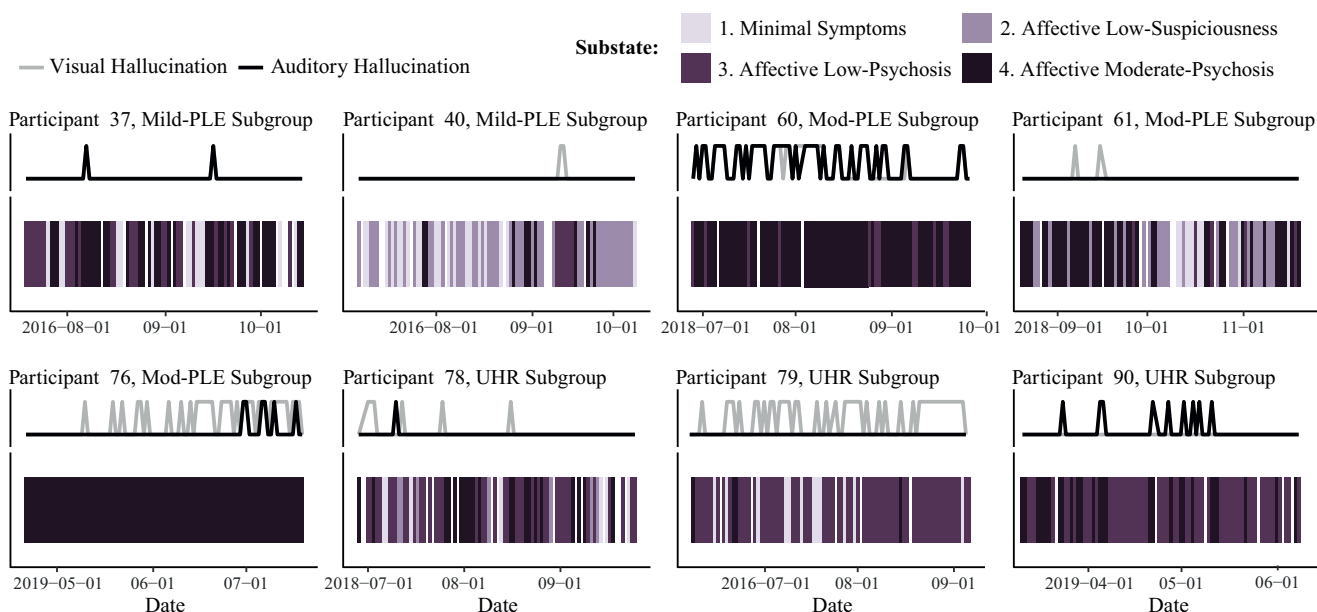 Visual Hallucination Auditory Hallucination
Substate:
1. Minimal Symptoms 2. Affective Low-Suspiciousness
3. Affective Low-Psychosis 4. Affective Moderate-Psychosis
Participant 37, Mild-PLE Subgroup Participant 40, Mild-PLE Subgroup Participant 60, Mod-PLE Subgroup Participant 61, Mod-PLE Subgroup
2016−08−01 09−01 10−01 2016−08−01 09−01 10−01 2018−07−01 08−01 09−01 10−01 2018−09−01 10−01 11−01
Participant 76, Mod-PLE Subgroup Participant 78, UHR Subgroup Participant 79, UHR Subgroup Participant 90, UHR Subgroup
2019−05−01 06−01 07−01 2018−07−01 08−01 09−01 2016−07−01 08−01 09−01 2019−04−01 05−01 06−01
Date Date Date Date